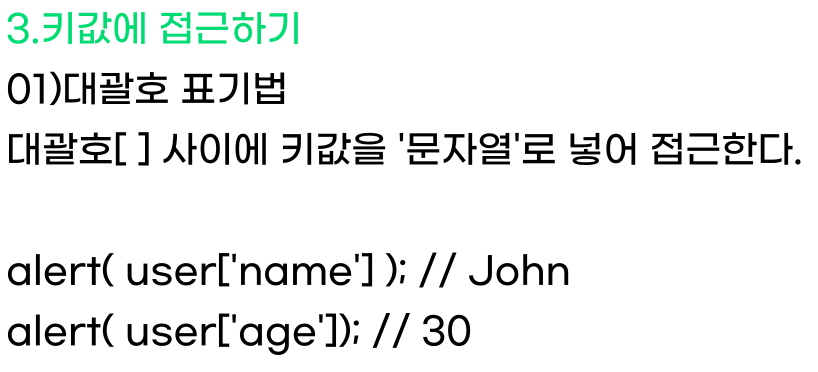 3.키값에 접근하기
01)대괄호 표기법
대괄호[ ] 사이에 키값을 '문자열'로 넣어 접근한다.
alert( user['name'] ); // John
alert( user['age']); // 30